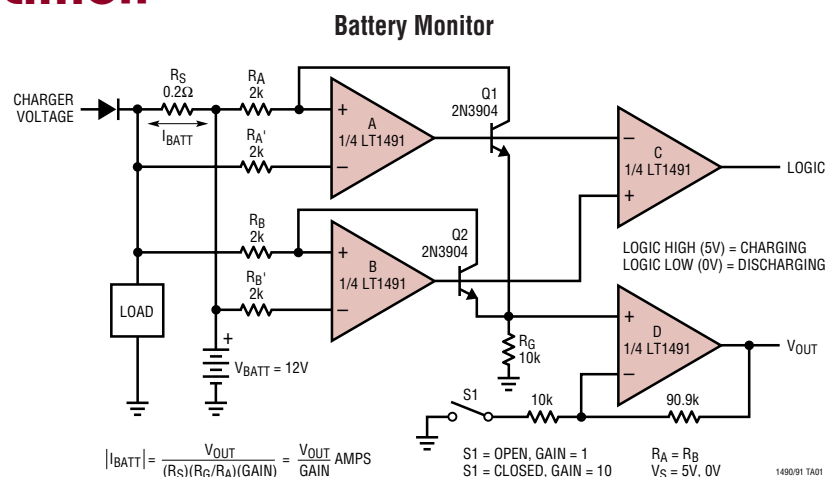 Battery Monitor
CHARGER
VOLTAGE
RS
0.2Ω
IBATT
RA
2k
RA'
2k
+
−
A
1/4 LT1491
Q1
2N3904
−
+
C
1/4 LT1491
LOGIC
LOGIC HIGH (5V) = CHARGING
LOGIC LOW (0V) = DISCHARGING
RB
2k
RB'
2k
+
−
B
1/4 LT1491
Q2
2N3904
LOAD
+
VBATT = 12V
RG
10k
+
−
D
1/4 LT1491
VOUT
S1
10k
90.9k
|IBATT| = VOUT / (RS)(RG/RA)(GAIN) = VOUT / GAIN AMPS
S1 = OPEN, GAIN = 1
S1 = CLOSED, GAIN = 10
RA = RB
VS = 5V, 0V
1490/91 TA01